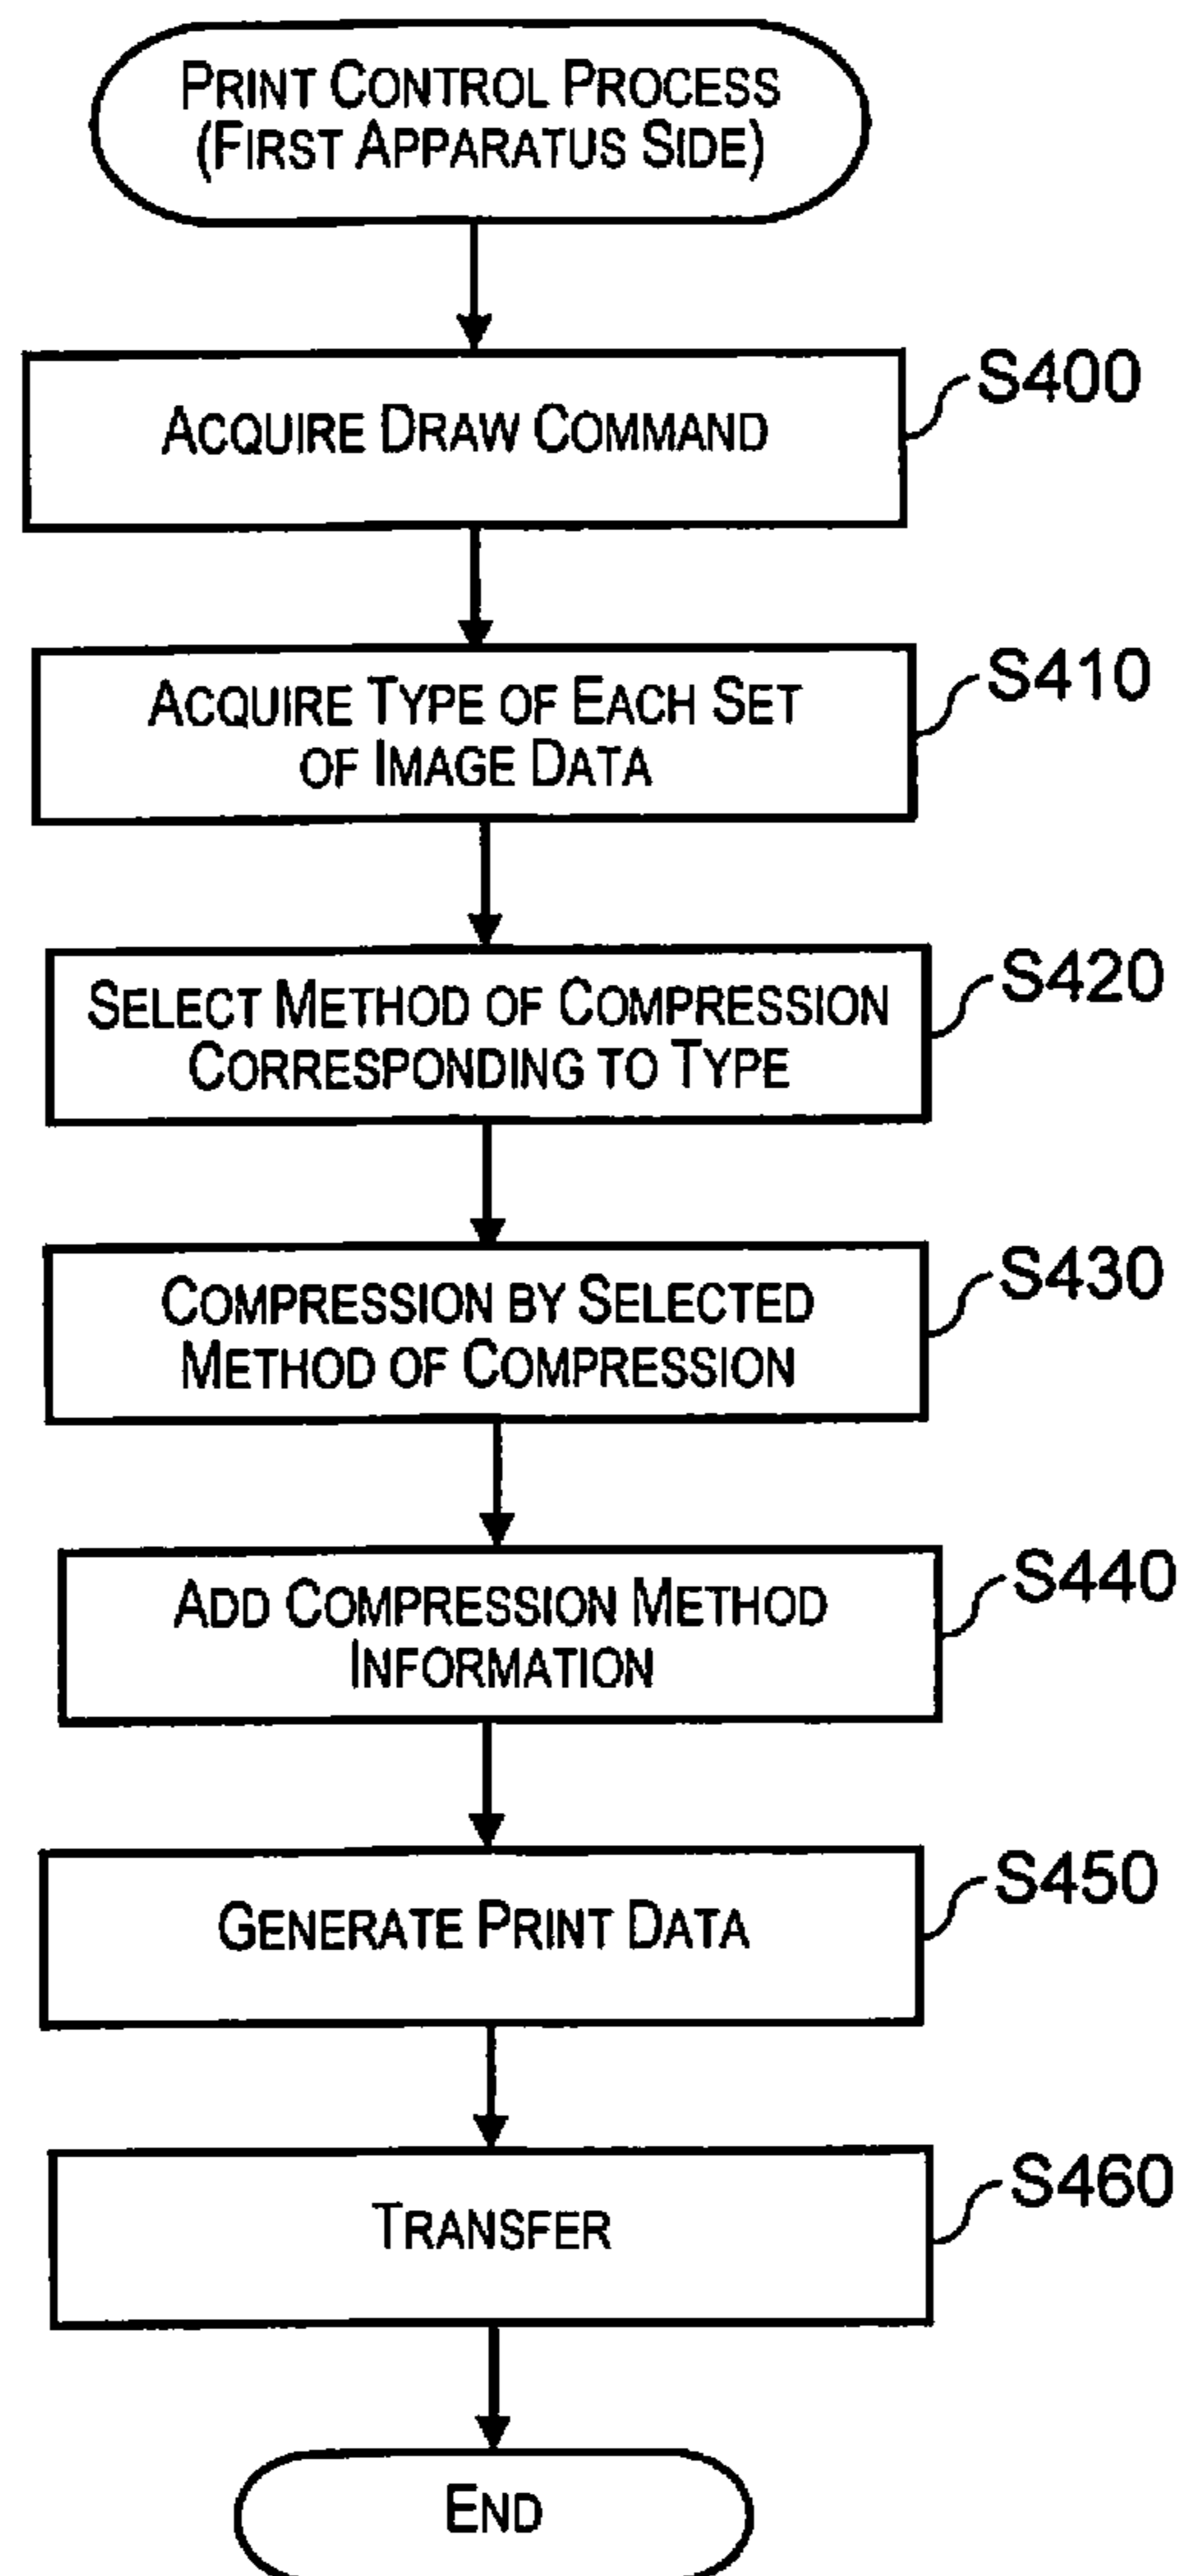 PRINT CONTROL PROCESS
(FIRST APPARATUS SIDE)
ACQUIRE DRAW COMMAND
S400
ACQUIRE TYPE OF EACH SET
OF IMAGE DATA
S410
SELECT METHOD OF COMPRESSION
CORRESPONDING TO TYPE
S420
COMPRESSION BY SELECTED
METHOD OF COMPRESSION
S430
ADD COMPRESSION METHOD
INFORMATION
S440
GENERATE PRINT DATA
S450
TRANSFER
S460
END